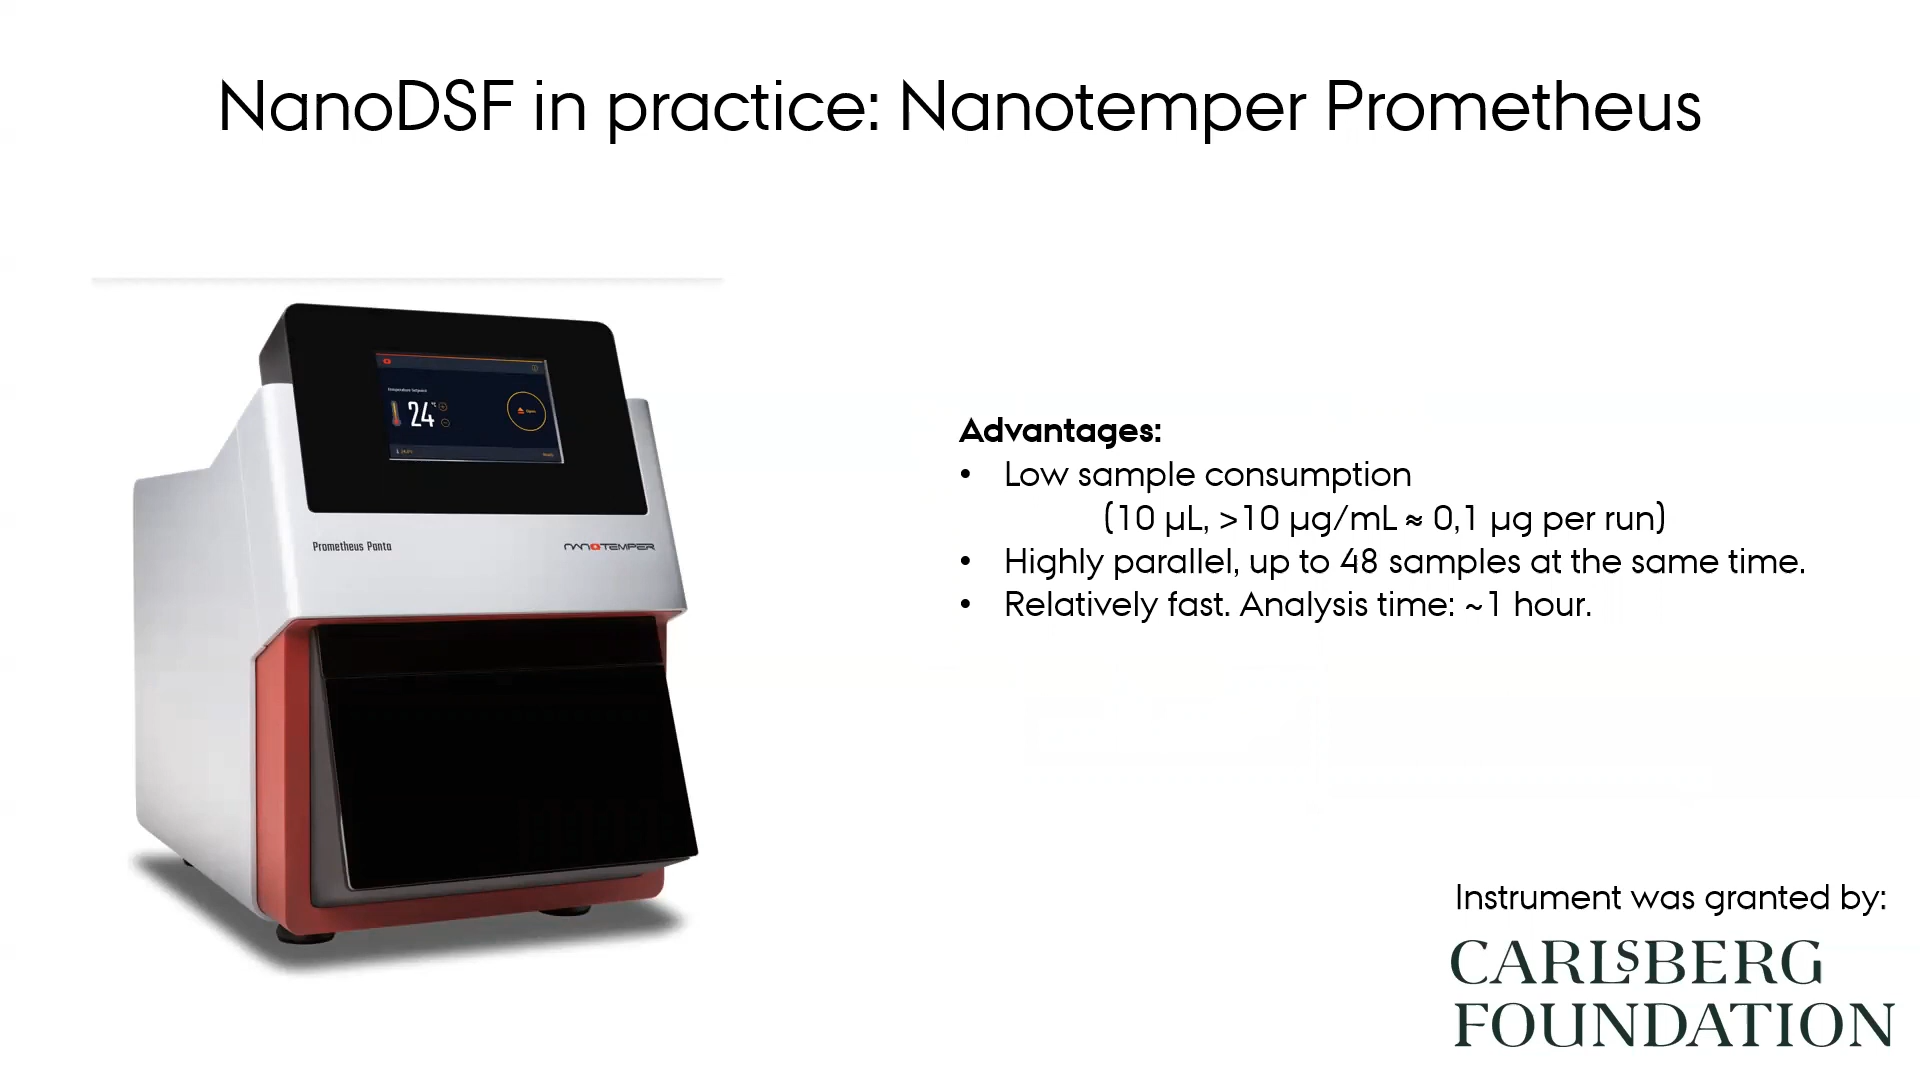 NanoDSF in practice: Nanotemper Prometheus
24
°C
Open
Prometheus Panta
NANOTEMPER
Advantages:
• Low sample consumption
(10 µL, >10 µg/mL ≈ 0,1 µg per run)
• Highly parallel, up to 48 samples at the same time.
• Relatively fast. Analysis time: ~1 hour.
Instrument was granted by:
CARLSBERG
FOUNDATION